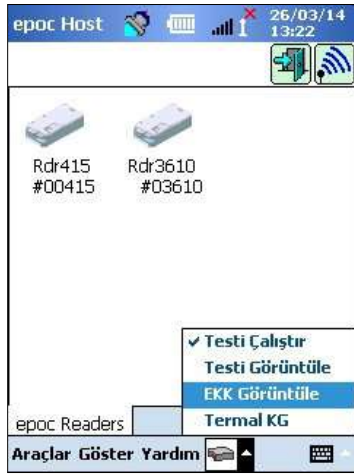 epoc Host
26/03/14
13:22
Rdr415
#00415
Rdr3610
#03610
Testi Çalıştır
Testi Görüntüle
EKK Görüntüle
Termal KG
epoc Readers
Araçlar Göster Yardım